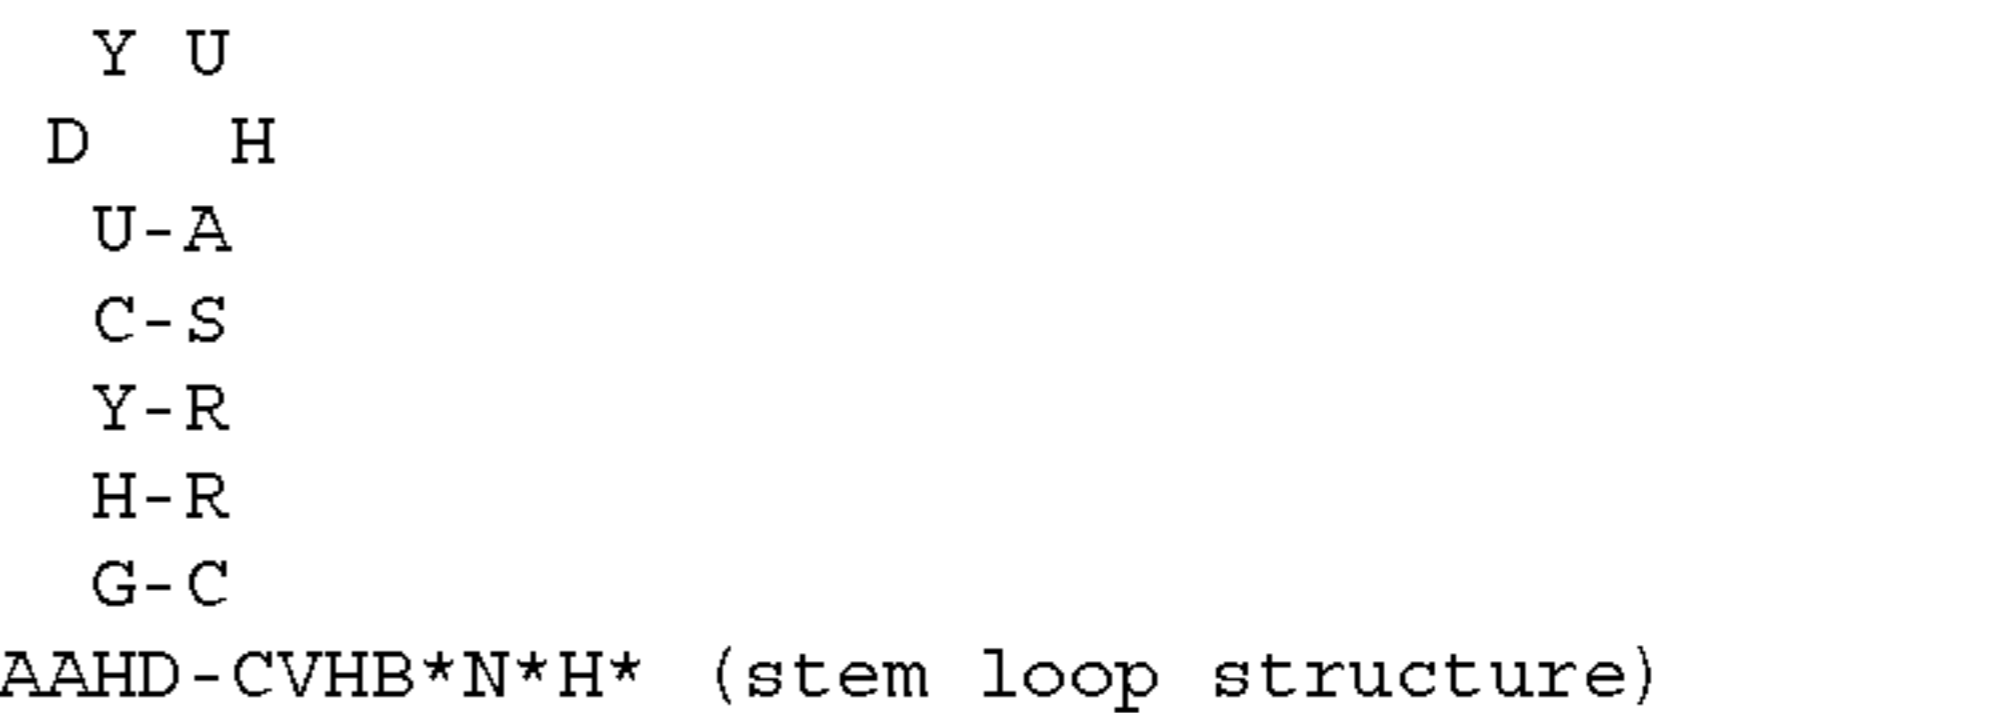 Y U
D H
U-A
C-S
Y-R
H-R
G-C
AAHD-CVHB*N*H* (stem loop structure)